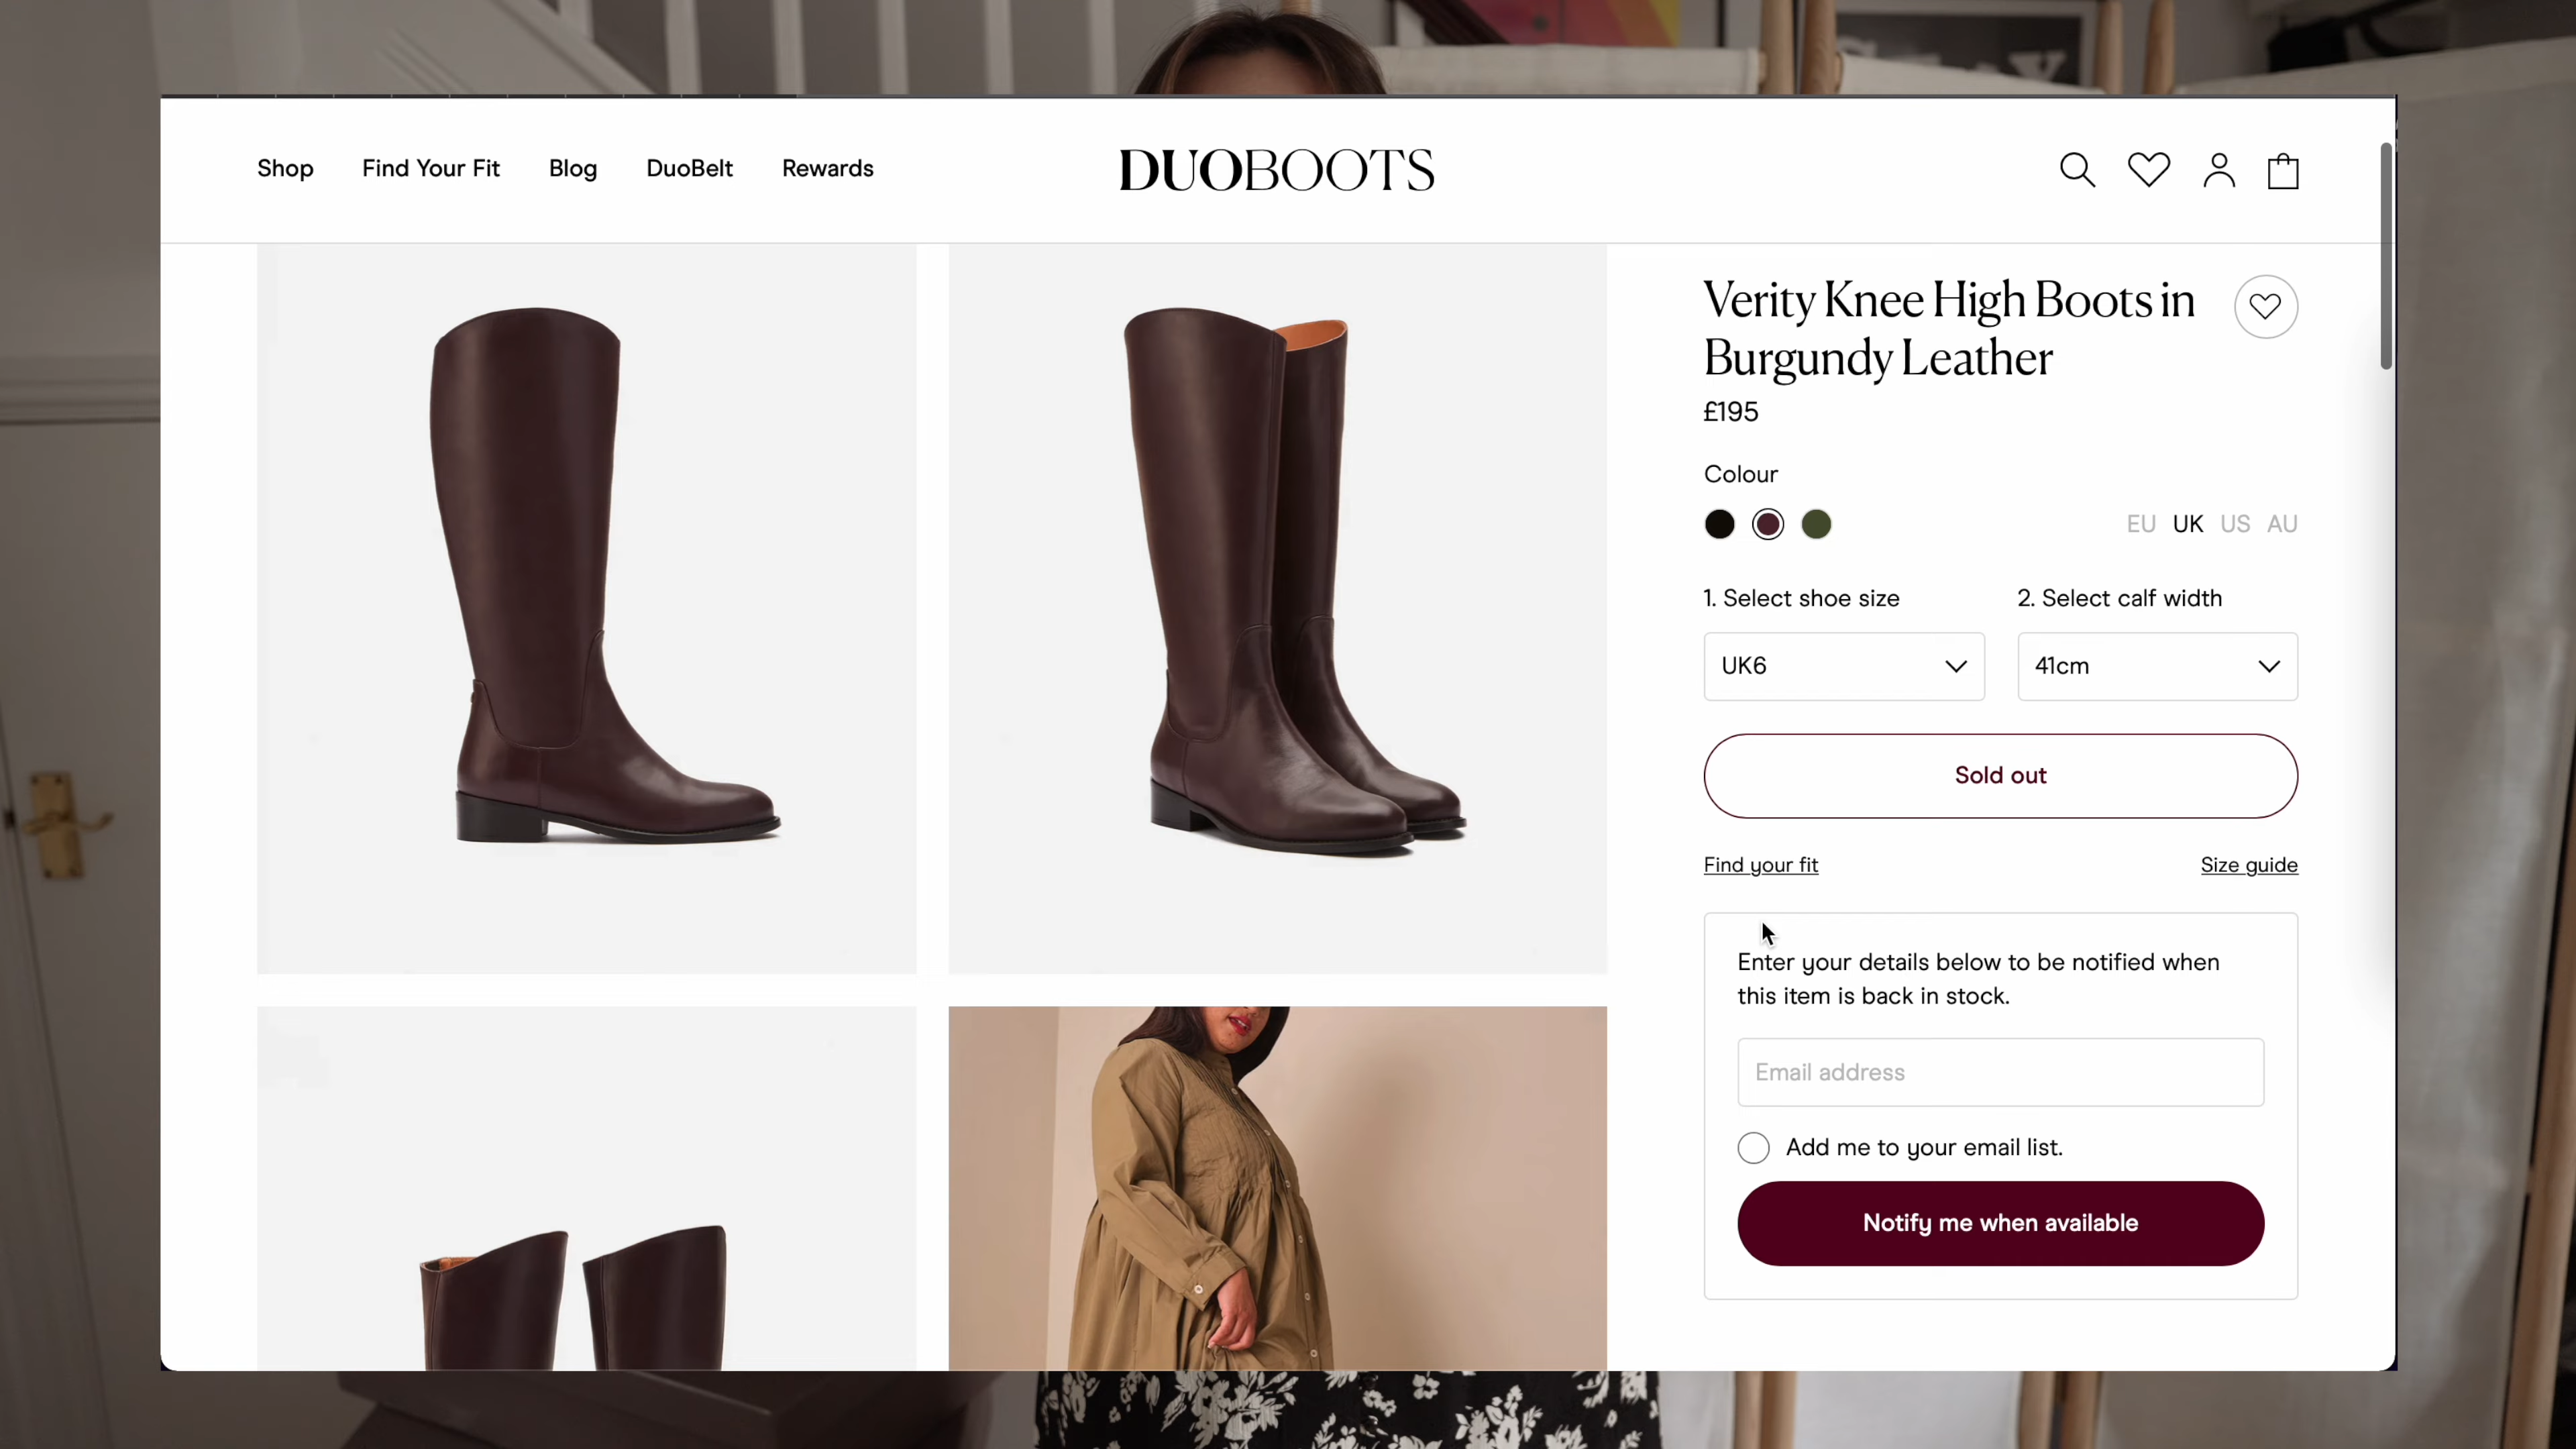 Shop
Find Your Fit
Blog
DuoBelt
Rewards
DUOBOOTS
Verity Knee High Boots in
Burgundy Leather
£195
Colour
EU UK US AU
1. Select shoe size
2. Select calf width
UK6
41cm
Sold out
Find your fit
Size guide
Enter your details below to be notified when
this item is back in stock.
Email address
Add me to your email list.
Notify me when available